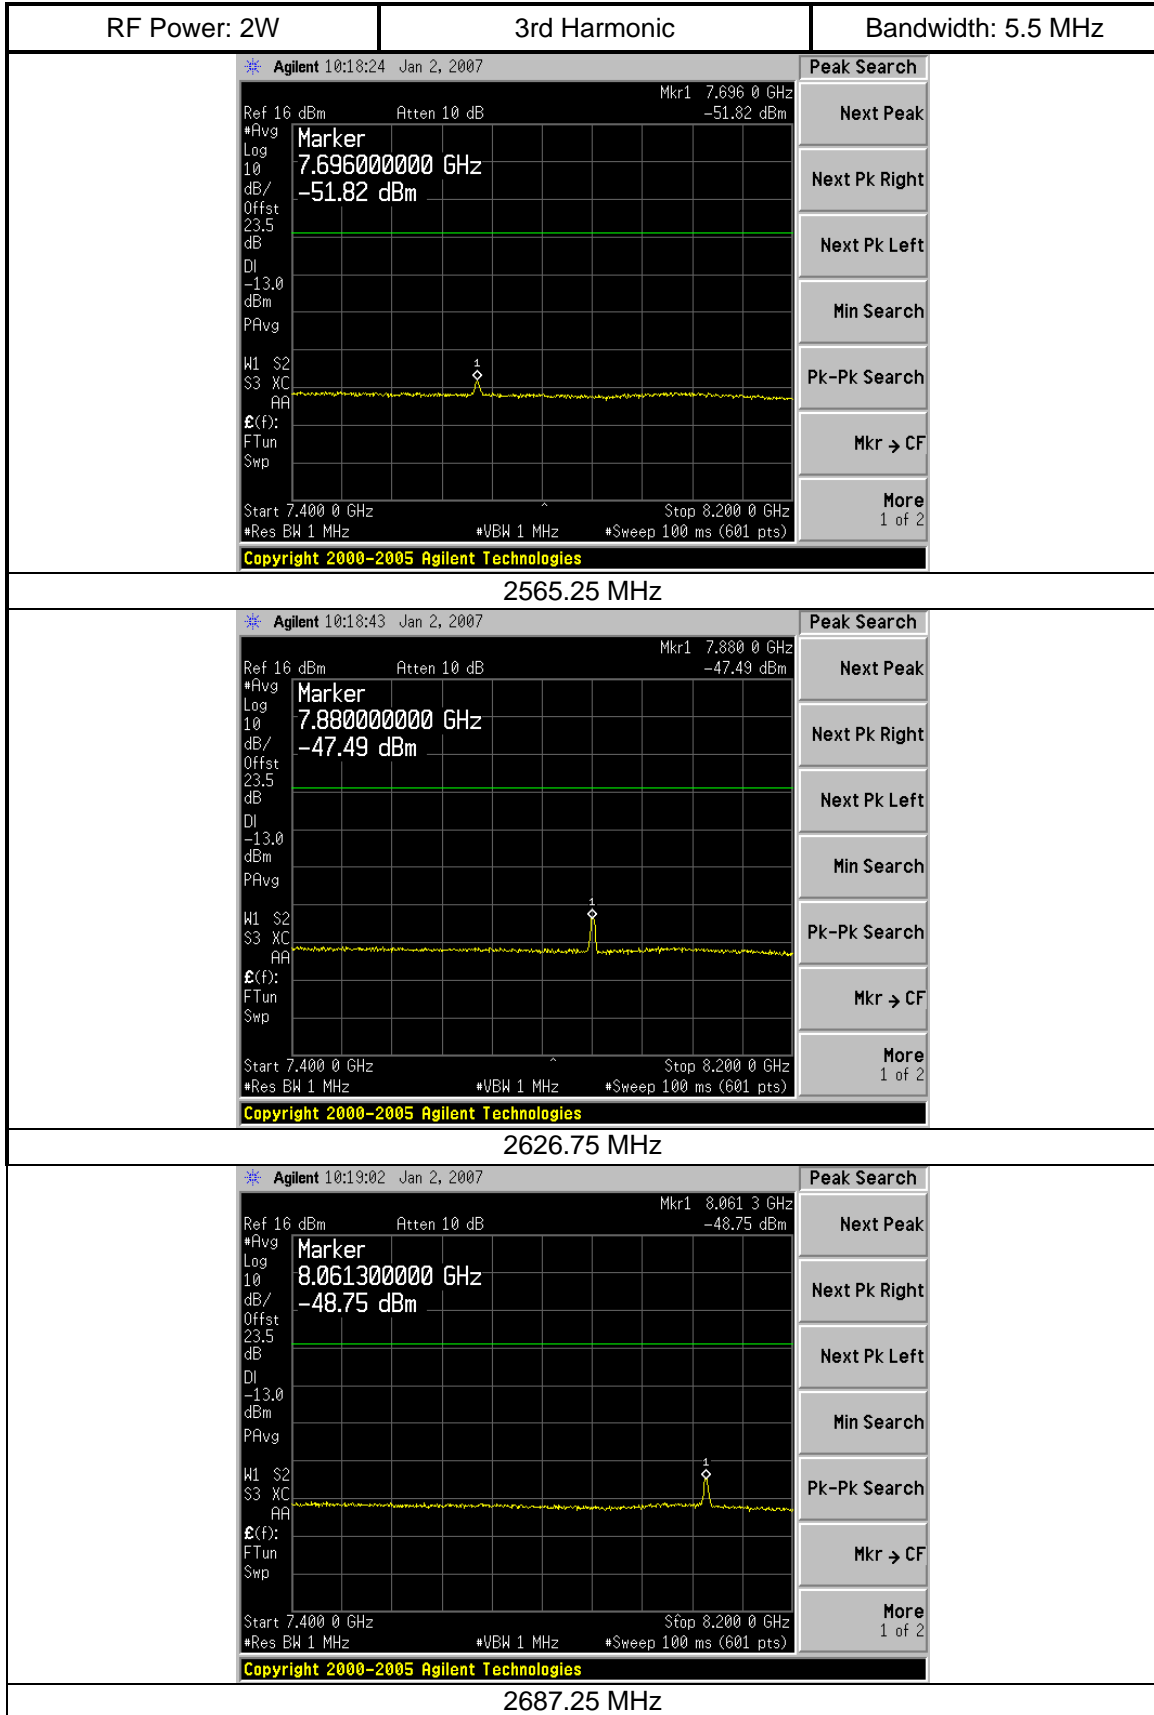 RF Power: 2W 3rd Harmonic Bandwidth: 5.5 MHz
Agilent 10:18:24 Jan 2, 2007 Peak Search
Mkr1 7.696 0 GHz
Ref 16 dBm Atten 10 dB -51.82 dBm
Next Peak
#Avg
Log
10
dB/
Offst
23.5
dB
DI
-13.0
dBm
PAvg
W1 S2
S3 XC
AA
£(f):
FTun
Swp
Marker
7.696000000 GHz
-51.82 dBm
1
Next Pk Right
Next Pk Left
Min Search
Pk-Pk Search
Mkr → CF
More
1 of 2
Start 7.400 0 GHz Stop 8.200 0 GHz
#Res BW 1 MHz #VBW 1 MHz #Sweep 100 ms (601 pts)
Copyright 2000-2005 Agilent Technologies
2565.25 MHz
Agilent 10:18:43 Jan 2, 2007 Peak Search
Mkr1 7.880 0 GHz
Ref 16 dBm Atten 10 dB -47.49 dBm
Next Peak
#Avg
Log
10
dB/
Offst
23.5
dB
DI
-13.0
dBm
PAvg
W1 S2
S3 XC
AA
£(f):
FTun
Swp
Marker
7.880000000 GHz
-47.49 dBm
1
Next Pk Right
Next Pk Left
Min Search
Pk-Pk Search
Mkr → CF
More
1 of 2
Start 7.400 0 GHz Stop 8.200 0 GHz
#Res BW 1 MHz #VBW 1 MHz #Sweep 100 ms (601 pts)
Copyright 2000-2005 Agilent Technologies
2626.75 MHz
Agilent 10:19:02 Jan 2, 2007 Peak Search
Mkr1 8.061 3 GHz
Ref 16 dBm Atten 10 dB -48.75 dBm
Next Peak
#Avg
Log
10
dB/
Offst
23.5
dB
DI
-13.0
dBm
PAvg
W1 S2
S3 XC
AA
£(f):
FTun
Swp
Marker
8.061300000 GHz
-48.75 dBm
1
Next Pk Right
Next Pk Left
Min Search
Pk-Pk Search
Mkr → CF
More
1 of 2
Start 7.400 0 GHz Stop 8.200 0 GHz
#Res BW 1 MHz #VBW 1 MHz #Sweep 100 ms (601 pts)
Copyright 2000-2005 Agilent Technologies
2687.25 MHz